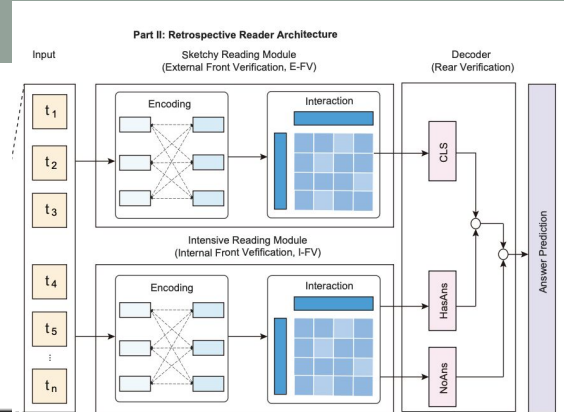 Part II: Retrospective Reader Architecture
Input
Sketchy Reading Module
(External Front Verification, E-FV)
Decoder
(Rear Verification)
Encoding
Interaction
t1
t2
t3
CLS
Intensive Reading Module
(Internal Front Vefification, I-FV)
Encoding
Interaction
t4
t5
⋮
tn
HasAns
NoAns
Answer Prediction